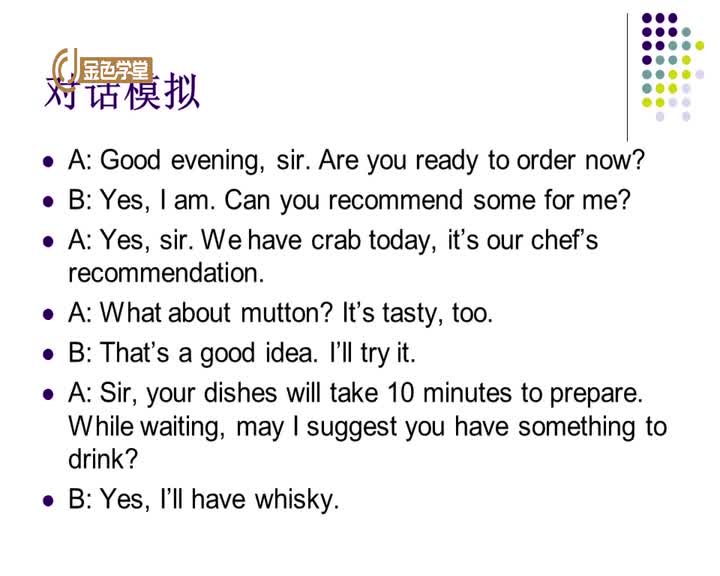 金色学堂
对话模拟
A: Good evening, sir. Are you ready to order now?
B: Yes, I am. Can you recommend some for me?
A: Yes, sir. We have crab today, it’s our chef’s
recommendation.
A: What about mutton? It’s tasty, too.
B: That’s a good idea. I’ll try it.
A: Sir, your dishes will take 10 minutes to prepare.
While waiting, may I suggest you have something to
drink?
B: Yes, I’ll have whisky.